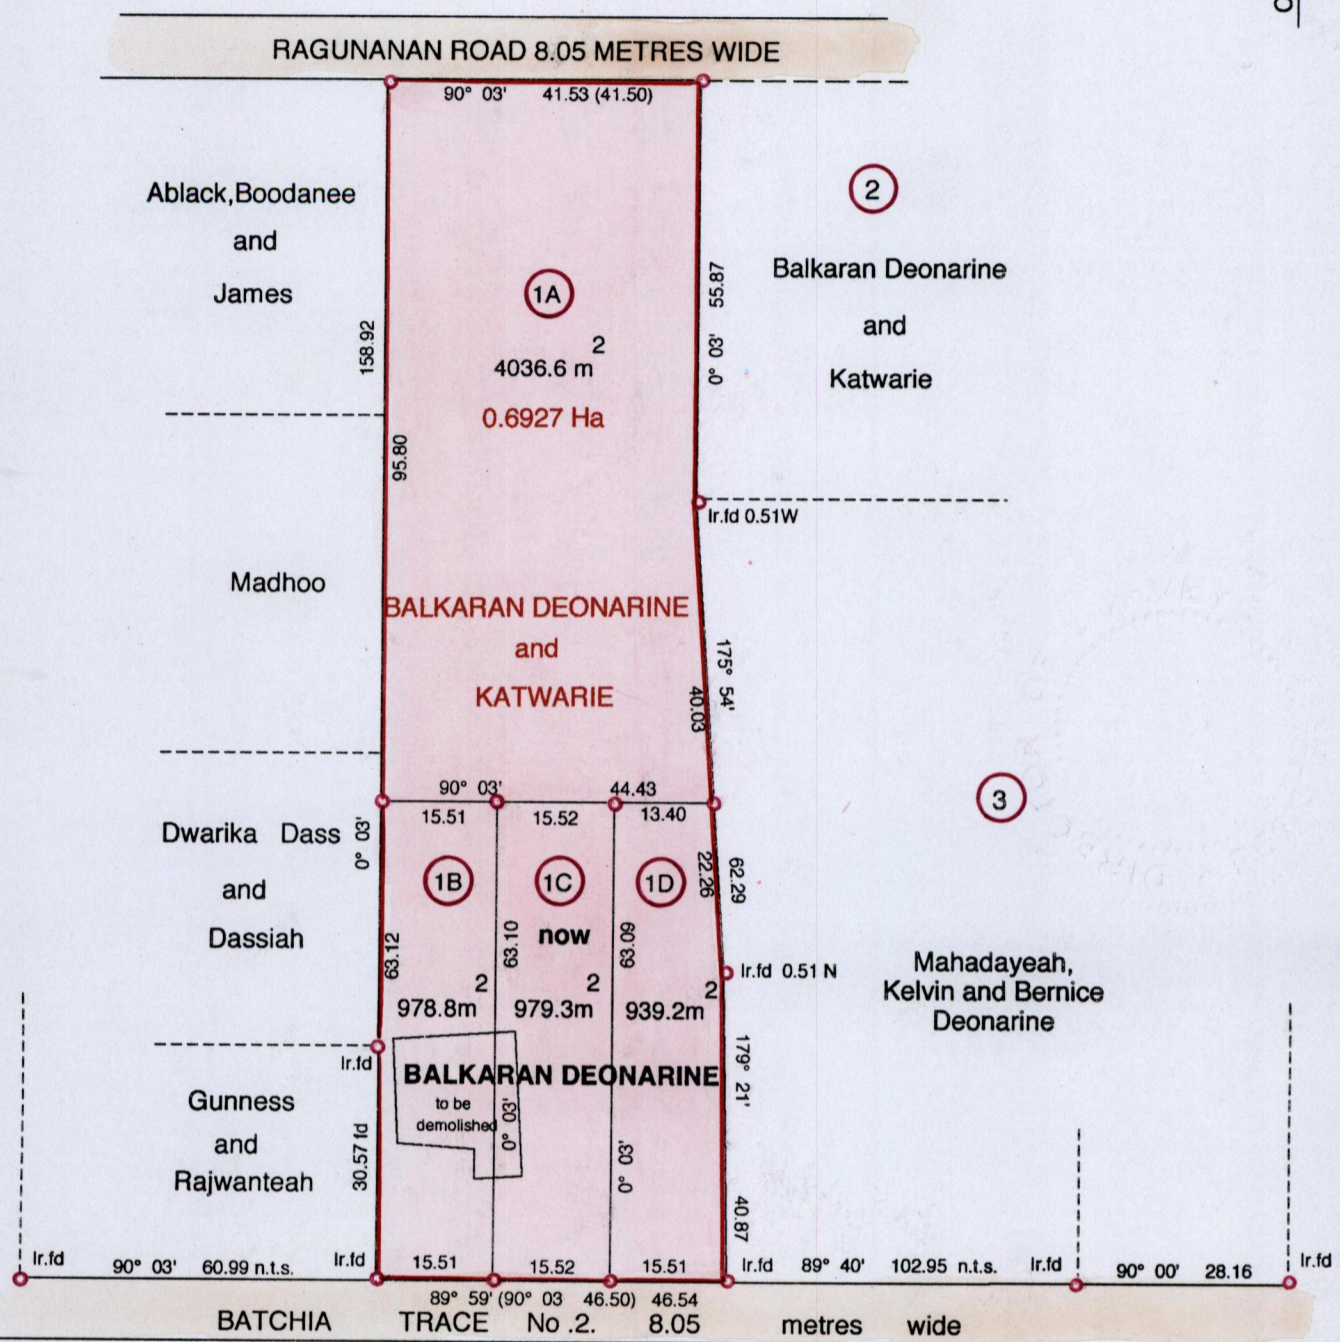 RAGUNANAN ROAD 8.05 METRES WIDE
90° 03' 41.53 (41.50)
Ablack,Boodanee
and
James
158.92
95.80
1A
2
4036.6 m
0.6927 Ha
55.87
0° 03'
2
Balkaran Deonarine
and
Katwarie
Ir.fd 0.51W
Madhoo
BALKARAN DEONARINE
and
KATWARIE
175° 54'
40.03
90° 03' 44.43
15.51 15.52 13.40
3
Dwarika Dass
and
Dassiah
0° 03'
63.12
1B 1C 1D
now
63.10
63.09
22.26
62.29
2 2 2
978.8m 979.3m 939.2m
Ir.fd 0.51 N
Mahadayeah,
Kelvin and Bernice
Deonarine
Ir.fd
BALKARAN DEONARINE
to be
demolished
0° 03'
0° 03'
179° 21'
40.87
Gunness
and
Rajwanteah
30.57 fd
Ir.fd 90° 03' 60.99 n.t.s. Ir.fd
15.51 15.52 15.51
Ir.fd 89° 40' 102.95 n.t.s. Ir.fd
90° 00' 28.16
Ir.fd
89° 59' (90° 03 46.50) 46.54
BATCHIA TRACE No .2. 8.05 metres wide